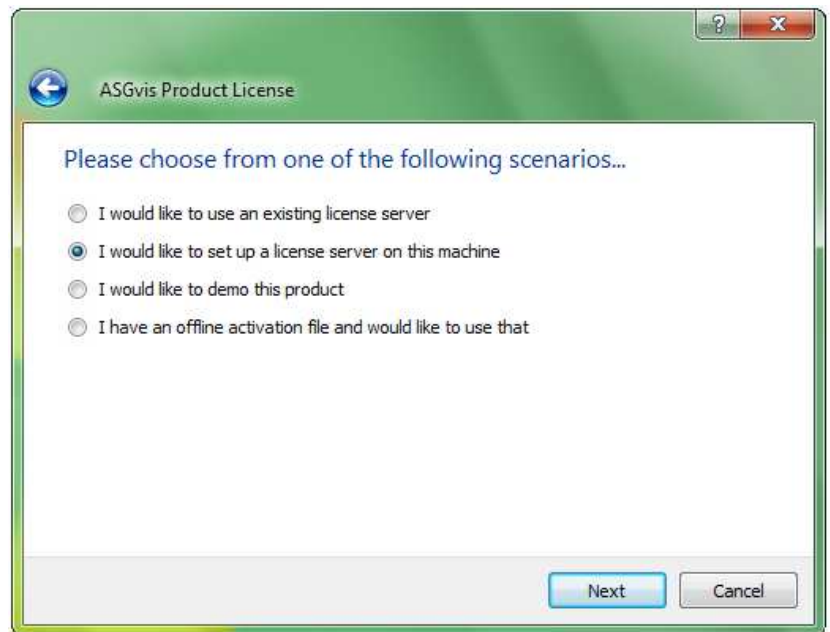 ?
X
ASGvis Product License
Please choose from one of the following scenarios...
I would like to use an existing license server
I would like to set up a license server on this machine
I would like to demo this product
I have an offline activation file and would like to use that
Next Cancel